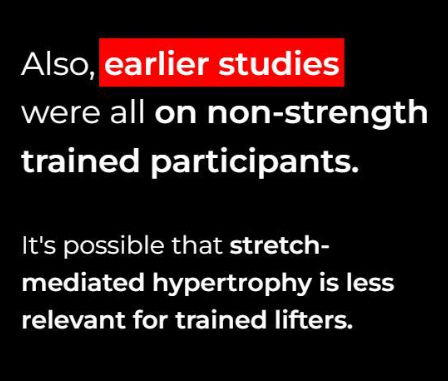 Also, earlier studies
were all on non-strength
trained participants.
It's possible that stretch-
mediated hypertrophy is less
relevant for trained lifters.